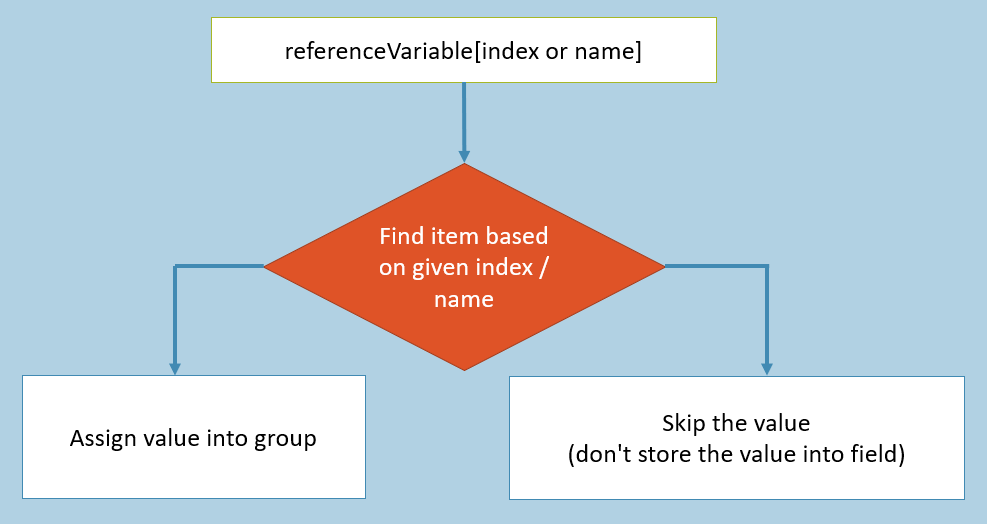 referenceVariable[index or name]
Find item based
on given index /
name
Assign value into group
Skip the value
(don't store the value into field)